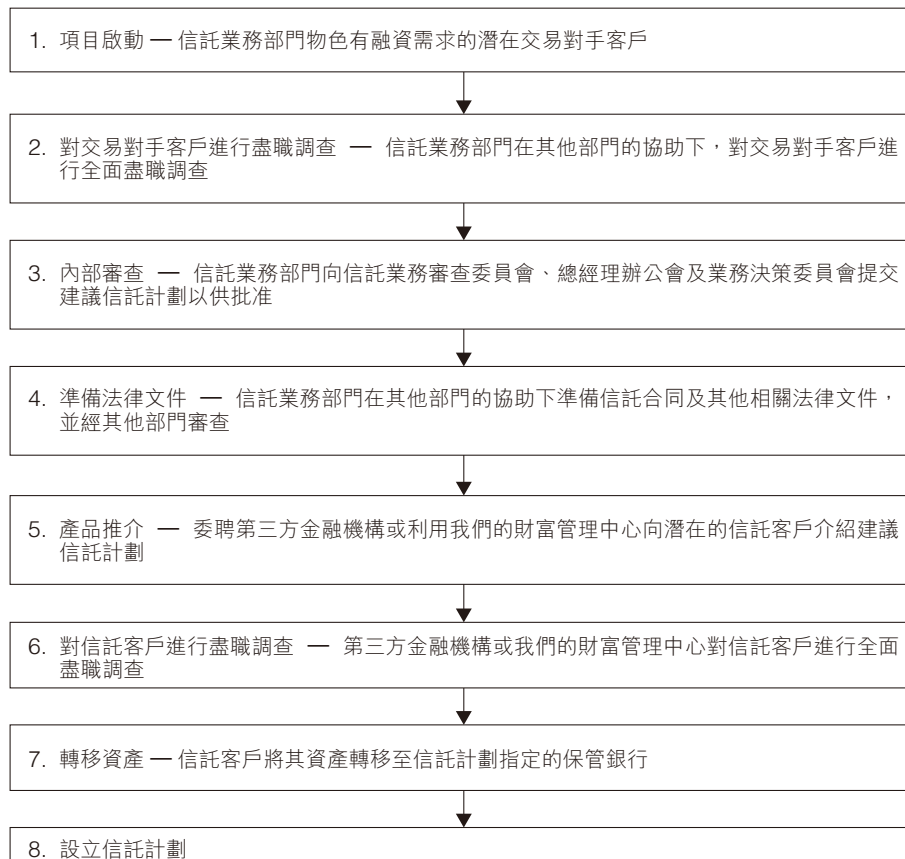 1. 項目啟動 — 信託業務部門物色有融資需求的潛在交易對手客戶
2. 對交易對手客戶進行盡職調查 — 信託業務部門在其他部門的協助下，對交易對手客戶進
行全面盡職調查
3. 內部審查 — 信託業務部門向信託業務審查委員會、總經理辦公會及業務決策委員會提交
建議信託計劃以供批准
4. 準備法律文件 — 信託業務部門在其他部門的協助下準備信託合同及其他相關法律文件，
並經其他部門審查
5. 產品推介 — 委聘第三方金融機構或利用我們的財富管理中心向潛在的信託客戶介紹建議
信託計劃
6. 對信託客戶進行盡職調查 — 第三方金融機構或我們的財富管理中心對信託客戶進行全面
盡職調查
7. 轉移資產 — 信託客戶將其資產轉移至信託計劃指定的保管銀行
8. 設立信託計劃